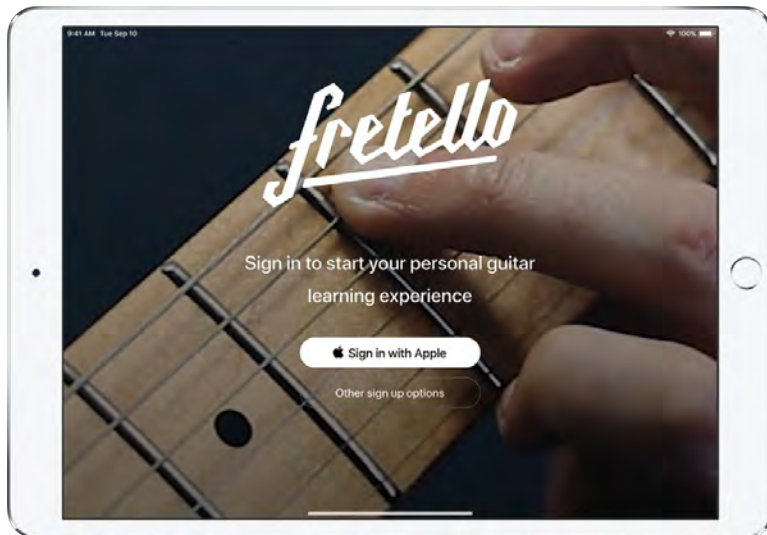 9:41 AM Tue Sep 10
100%
fretello
Sign in to start your personal guitar
learning experience
Sign in with Apple
Other sign up options